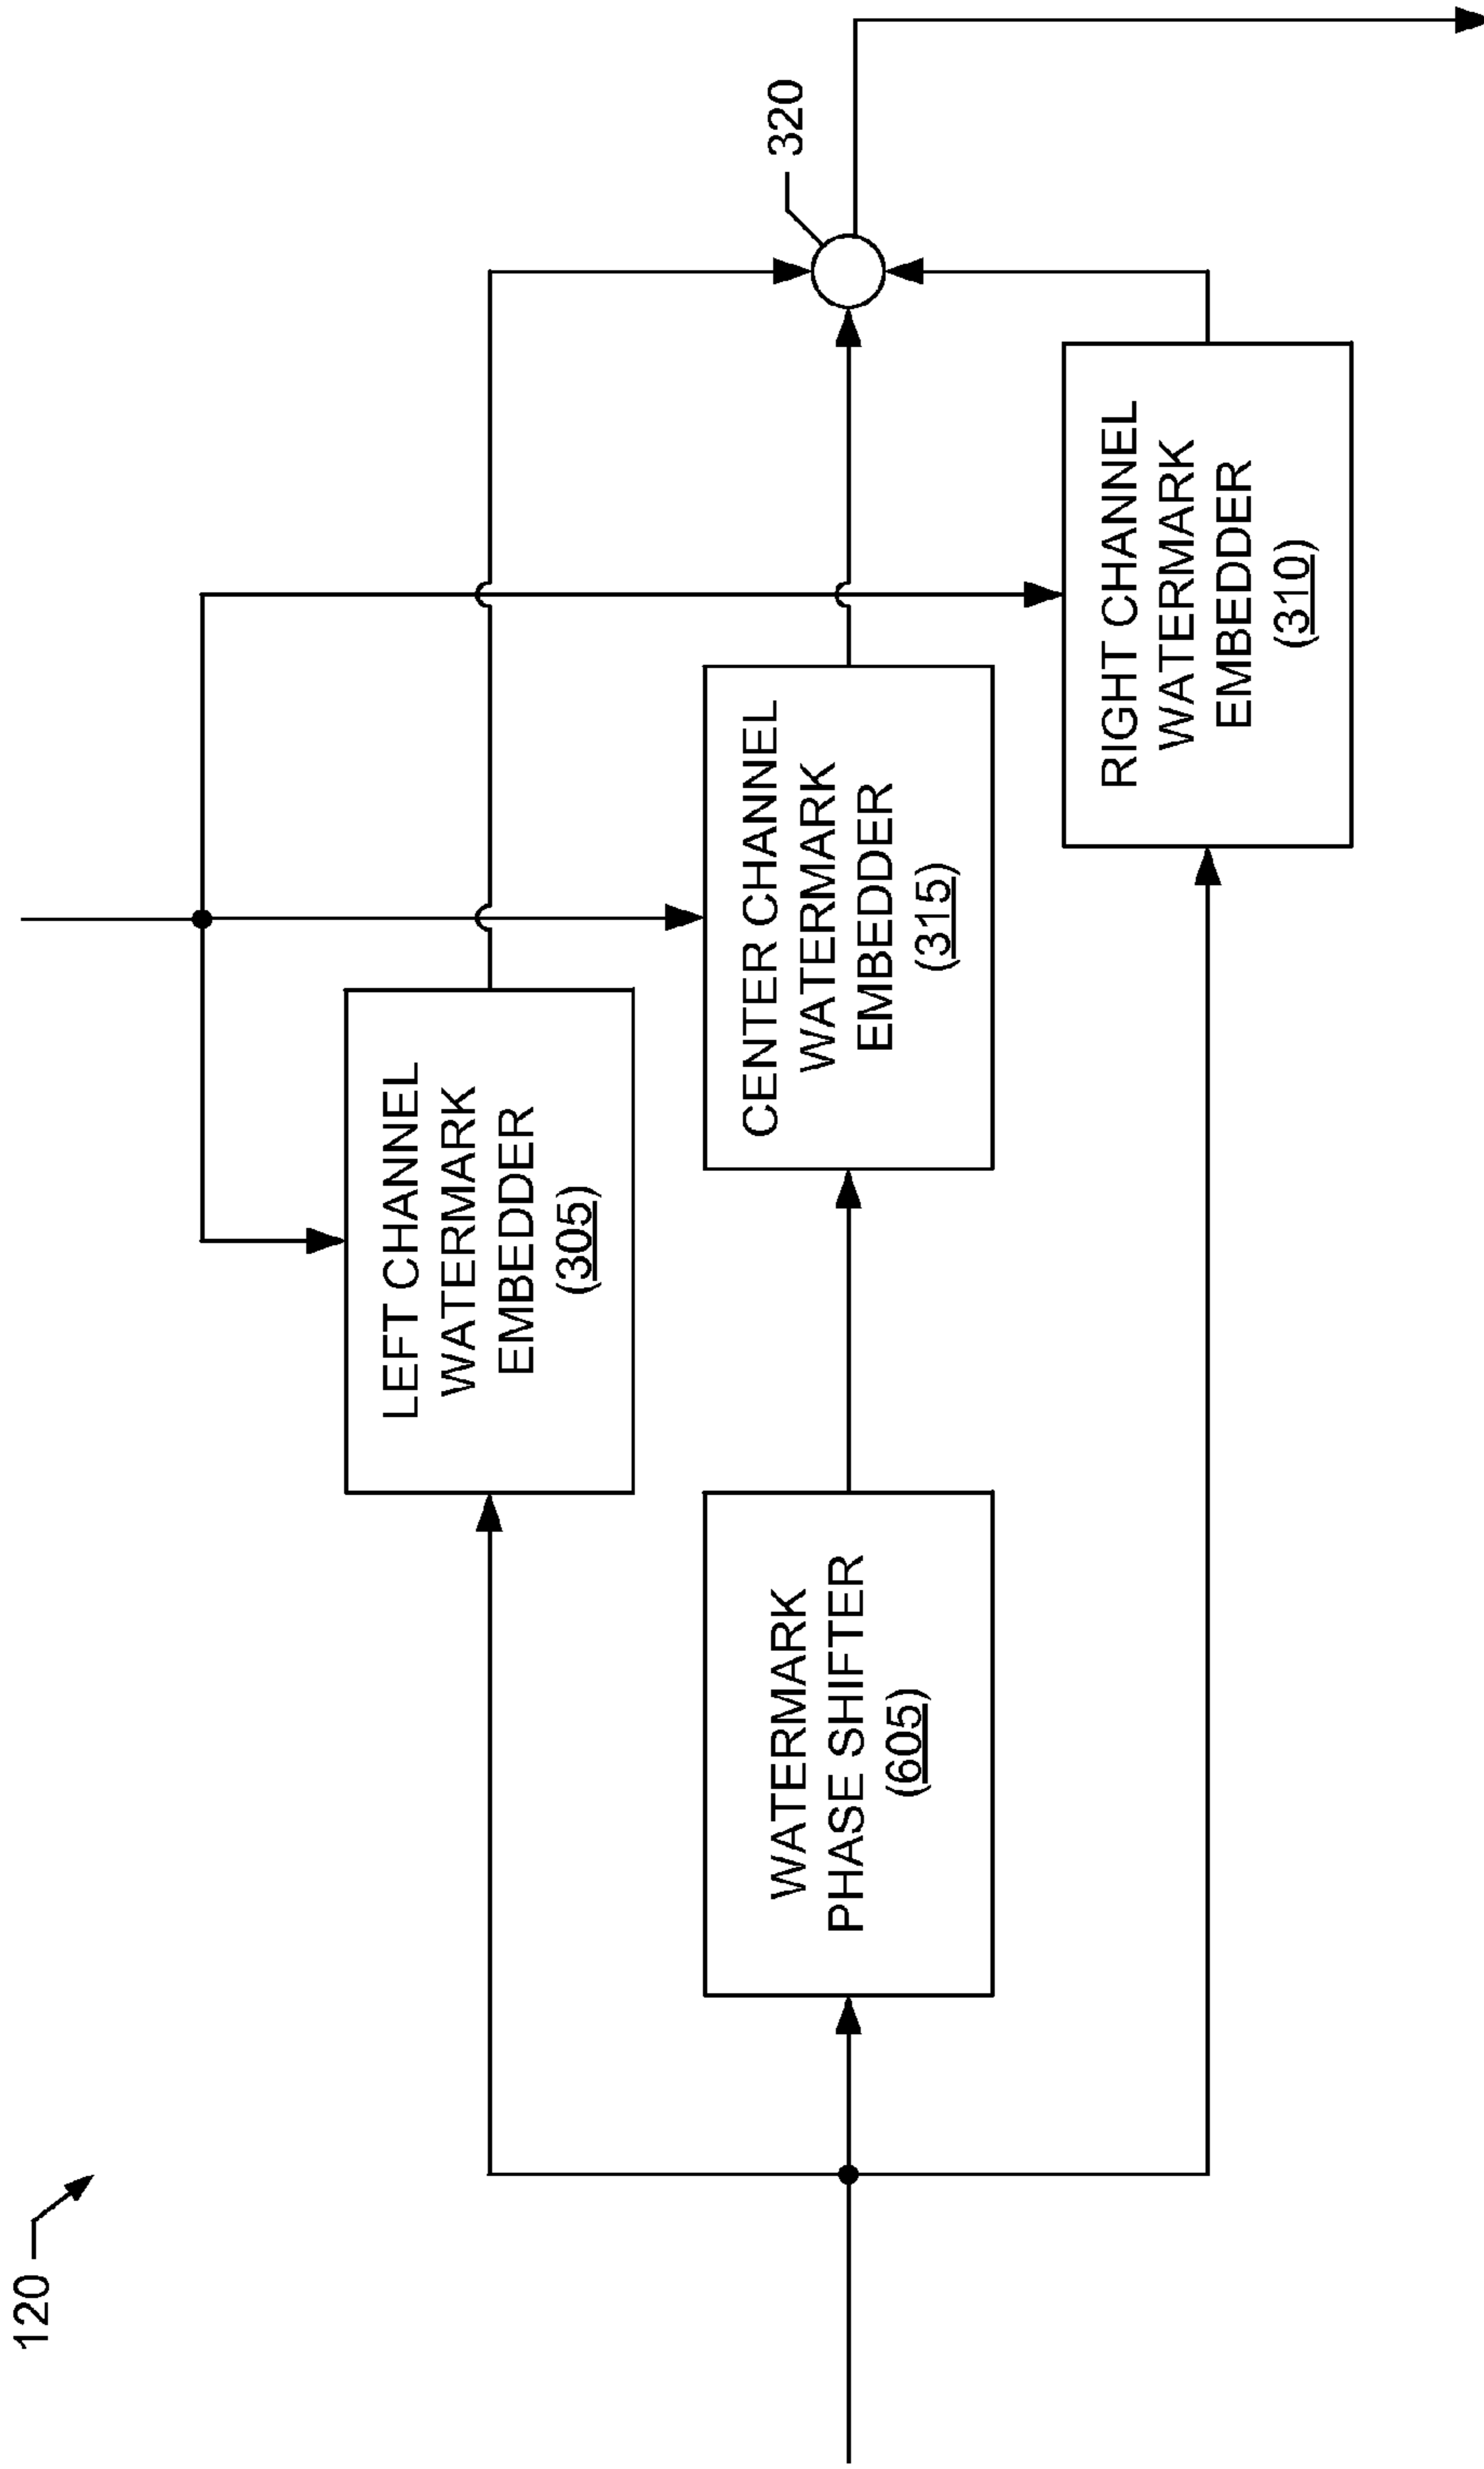 120
320
LEFT CHANNEL
WATERMARK
EMBEDDER
(305)
WATERMARK
PHASE SHIFTER
(605)
CENTER CHANNEL
WATERMARK
EMBEDDER
(315)
RIGHT CHANNEL
WATERMARK
EMBEDDER
(310)